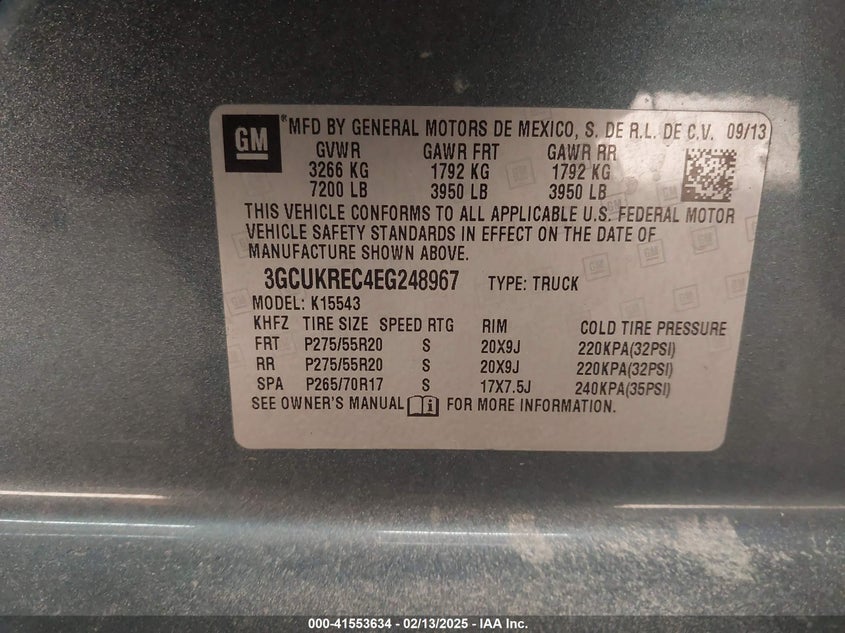 GM ® MFD BY GENERAL MOTORS DE MEXICO, S. DE R.L. DE C.V. 09/13
GVWR GAWR FRT GAWR RR
3266 KG 1792 KG 1792 KG
7200 LB 3950 LB 3950 LB
THIS VEHICLE CONFORMS TO ALL APPLICABLE U.S. FEDERAL MOTOR
VEHICLE SAFETY STANDARDS IN EFFECT ON THE DATE OF
MANUFACTURE SHOWN ABOVE.
3GCUKREC4EG248967 TYPE: TRUCK
MODEL: K15543
KHFZ TIRE SIZE SPEED RTG RIM COLD TIRE PRESSURE
FRT P275/55R20 S 20X9J 220KPA(32PSI)
RR P275/55R20 S 20X9J 220KPA(32PSI)
SPA P265/70R17 S 17X7.5J 240KPA(35PSI)
SEE OWNER'S MANUAL i FOR MORE INFORMATION.
000-41553634 - 02/13/2025 - IAA Inc.